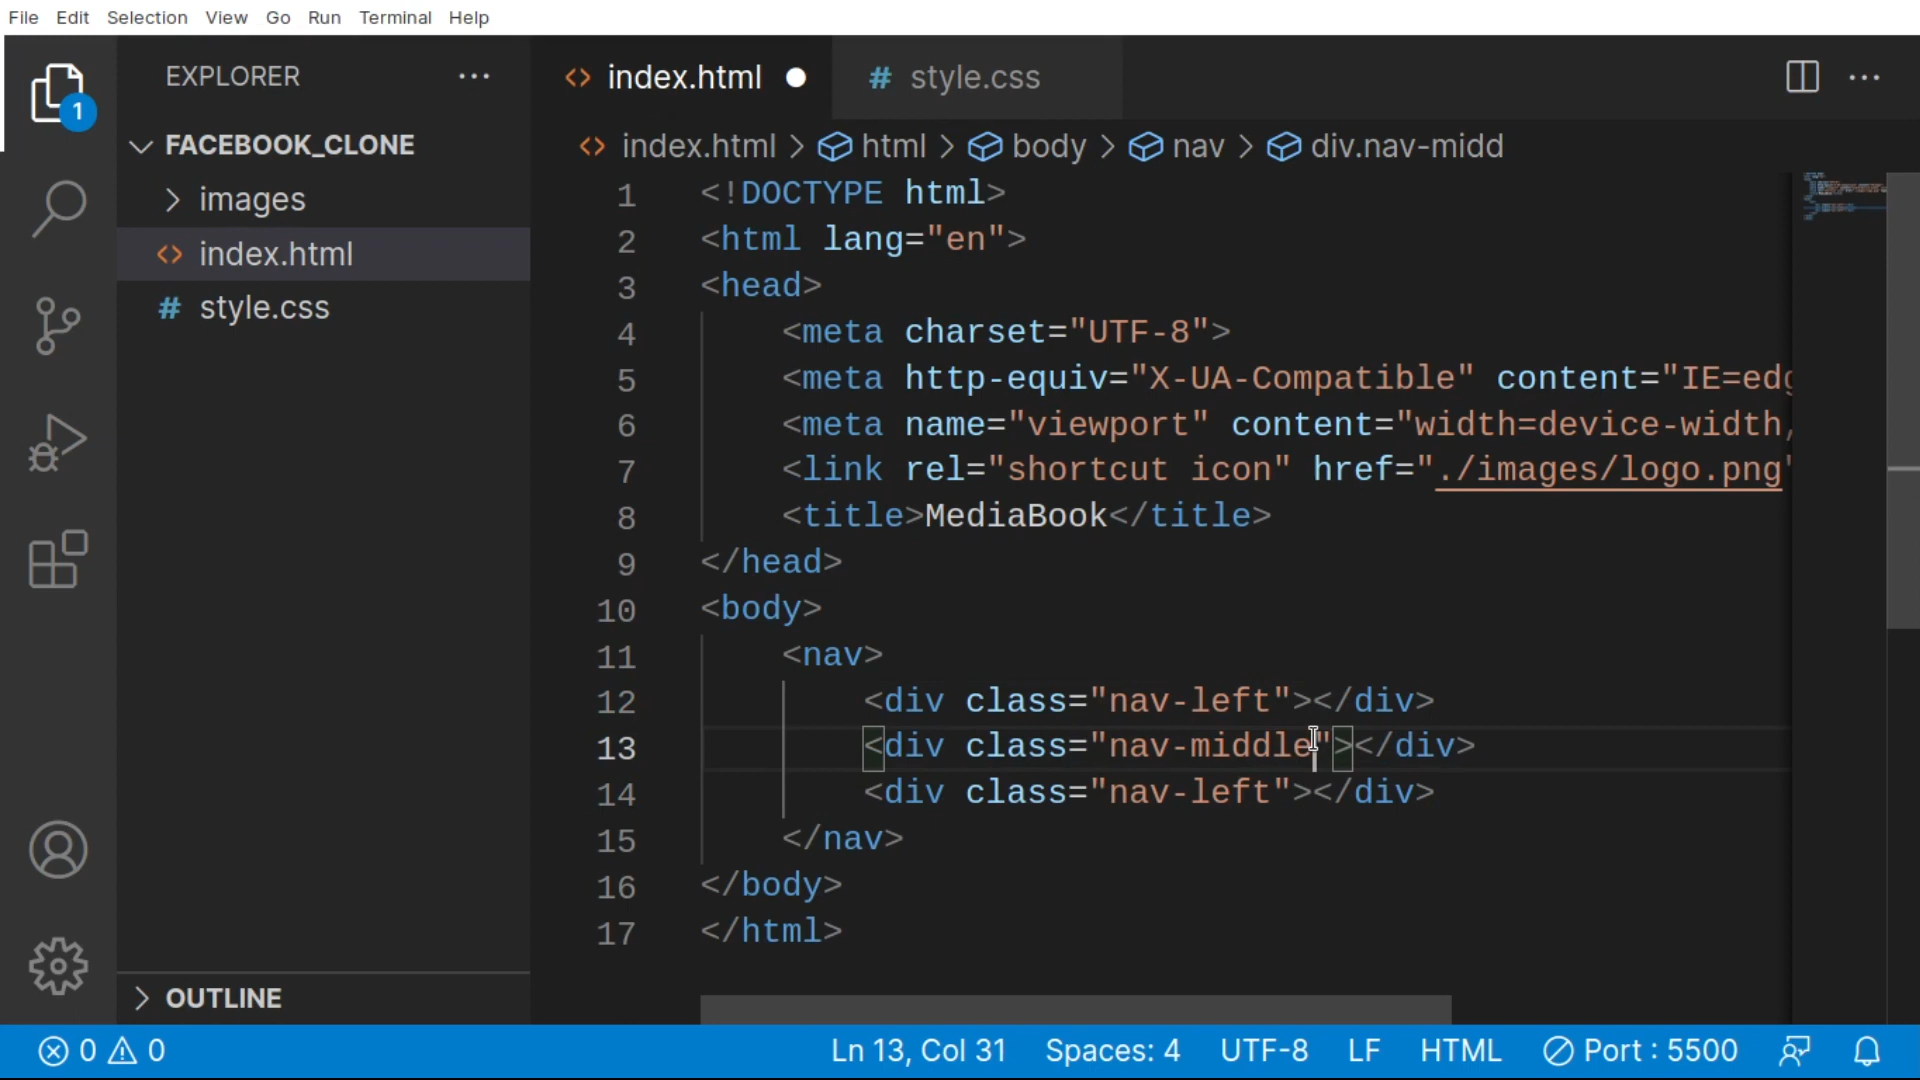 File Edit Selection View Go Run Terminal Help
1
EXPLORER
FACEBOOK_CLONE
images
index.html
style.css
OUTLINE
index.html
style.css
index.html > html > body > nav > div.nav-midd
1 <!DOCTYPE html>
2 <html lang="en">
3 <head>
4 <meta charset="UTF-8">
5 <meta http-equiv="X-UA-Compatible" content="IE=edg
6 <meta name="viewport" content="width=device-width,
7 <link rel="shortcut icon" href="./images/logo.png"
8 <title>MediaBook</title>
9 </head>
10 <body>
11 <nav>
12 <div class="nav-left"></div>
13 <div class="nav-middle"></div>
14 <div class="nav-left"></div>
15 </nav>
16 </body>
17 </html>
0 0 Ln 13, Col 31 Spaces: 4 UTF-8 LF HTML Port : 5500